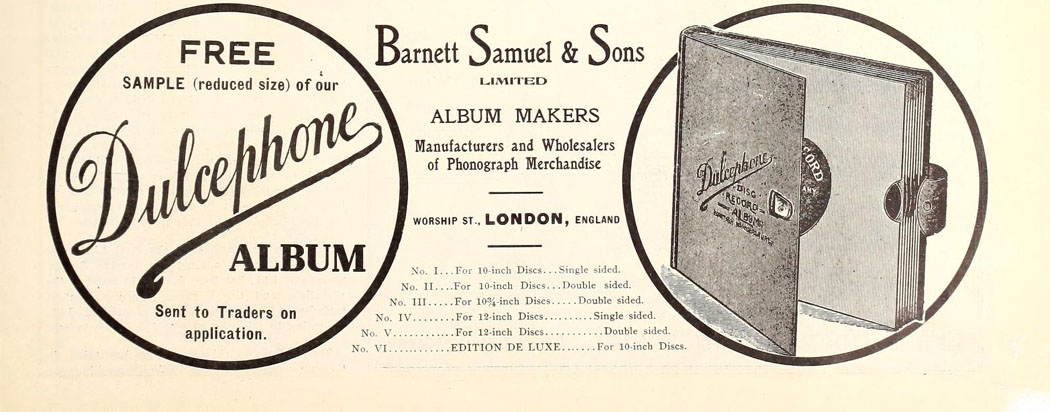 FREE
SAMPLE (reduced size) of our
Dulcephone
ALBUM
Sent to Traders on
application.
Barnett Samuel & Sons
LIMITED
ALBUM MAKERS
Manufacturers and Wholesalers
of Phonograph Merchandise
WORSHIP ST., LONDON, ENGLAND
No. I...For 10-inch Discs...Single sided.
No. II....For 10-inch Discs...Double sided.
No. III.....For 10¾-inch Discs.....Double sided.
No. IV........For 12-inch Discs.........Single sided.
No. V............For 12-inch Discs...........Double sided.
No. VI............EDITION DE LUXE.......For 10-inch Discs.
Dulcephone
DISC
RECORD
ALBUM
CORD